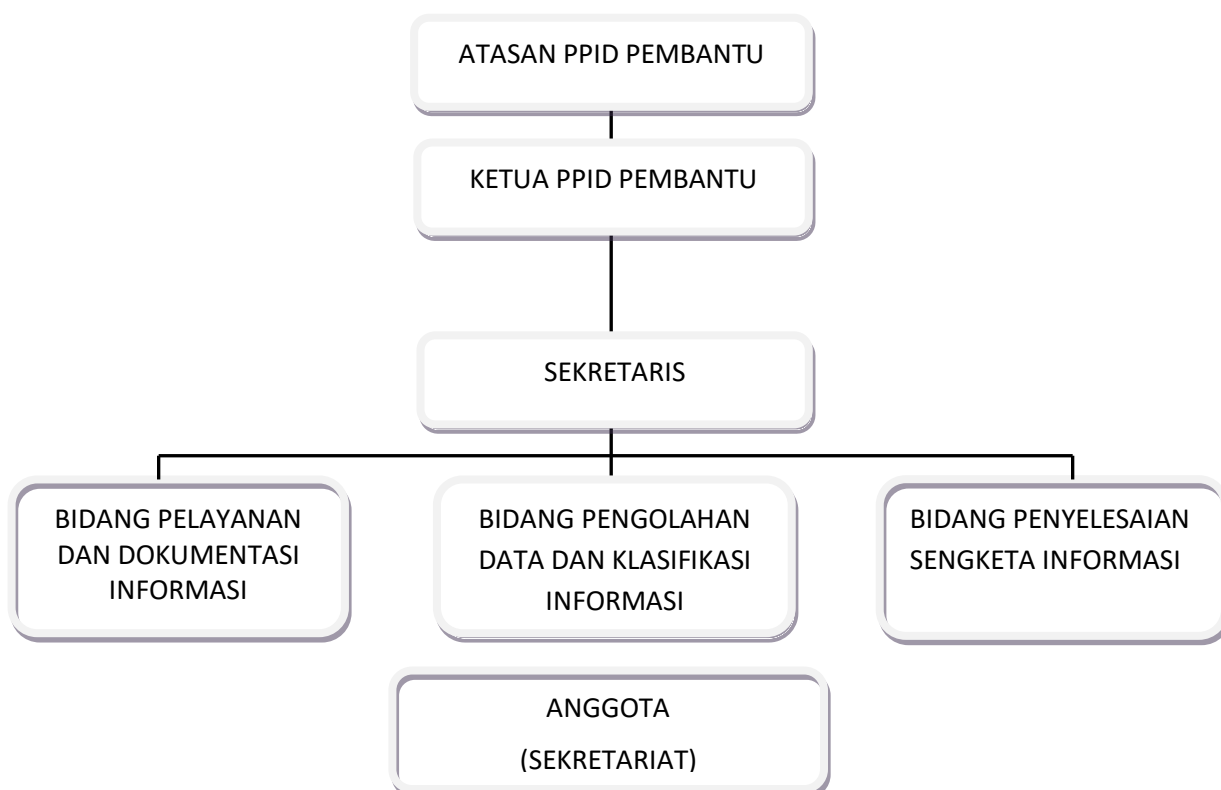 ATASAN PPID PEMBANTU
KETUA PPID PEMBANTU
SEKRETARIS
BIDANG PELAYANAN
DAN DOKUMENTASI
INFORMASI
BIDANG PENGOLAHAN
DATA DAN KLASIFIKASI
INFORMASI
BIDANG PENYELESAIAN
SENGKETA INFORMASI
ANGGOTA
(SEKRETARIAT)